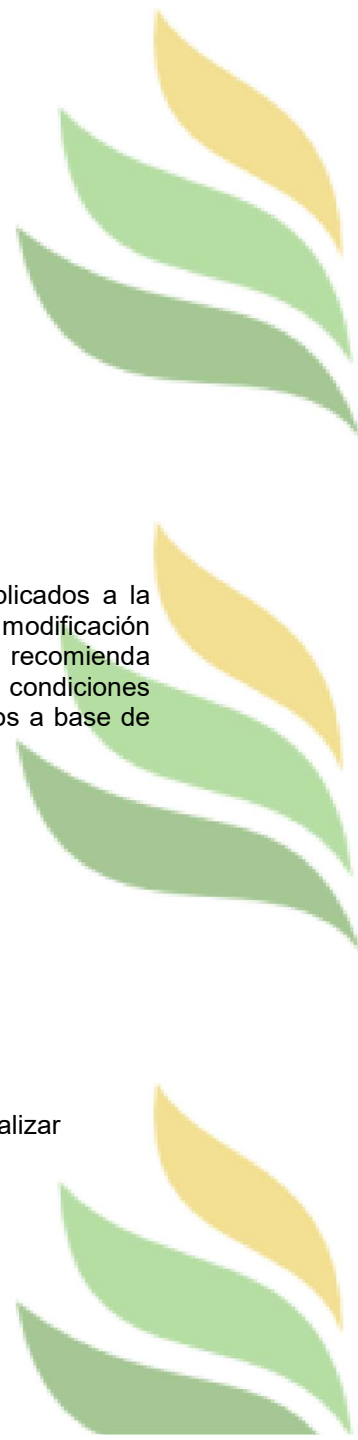 plicados a la
modificación
recomienda
condiciones
os a base de
alizar